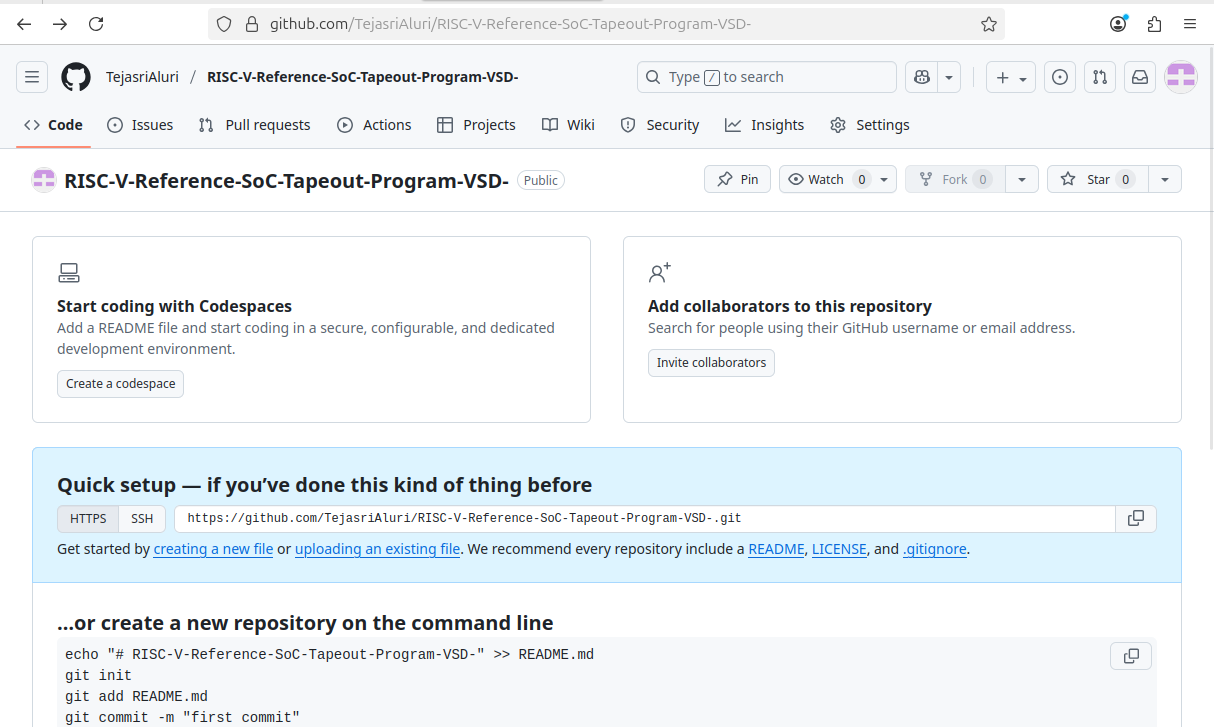 github.com/TejasriAluri/RISC-V-Reference-SoC-Tapeout-Program-VSD-
TejasriAluri / RISC-V-Reference-SoC-Tapeout-Program-VSD-
Type / to search
Code Issues Pull requests Actions Projects Wiki Security Insights Settings
RISC-V-Reference-SoC-Tapeout-Program-VSD- Public
Pin Watch 0 Fork 0 Star 0
Start coding with Codespaces
Add a README file and start coding in a secure, configurable, and dedicated
development environment.
Create a codespace
Add collaborators to this repository
Search for people using their GitHub username or email address.
Invite collaborators
Quick setup — if you’ve done this kind of thing before
HTTPS SSH https://github.com/TejasriAluri/RISC-V-Reference-SoC-Tapeout-Program-VSD-.git
Get started by creating a new file or uploading an existing file. We recommend every repository include a README, LICENSE, and .gitignore.
…or create a new repository on the command line
echo "# RISC-V-Reference-SoC-Tapeout-Program-VSD-" >> README.md
git init
git add README.md
git commit -m "first commit"